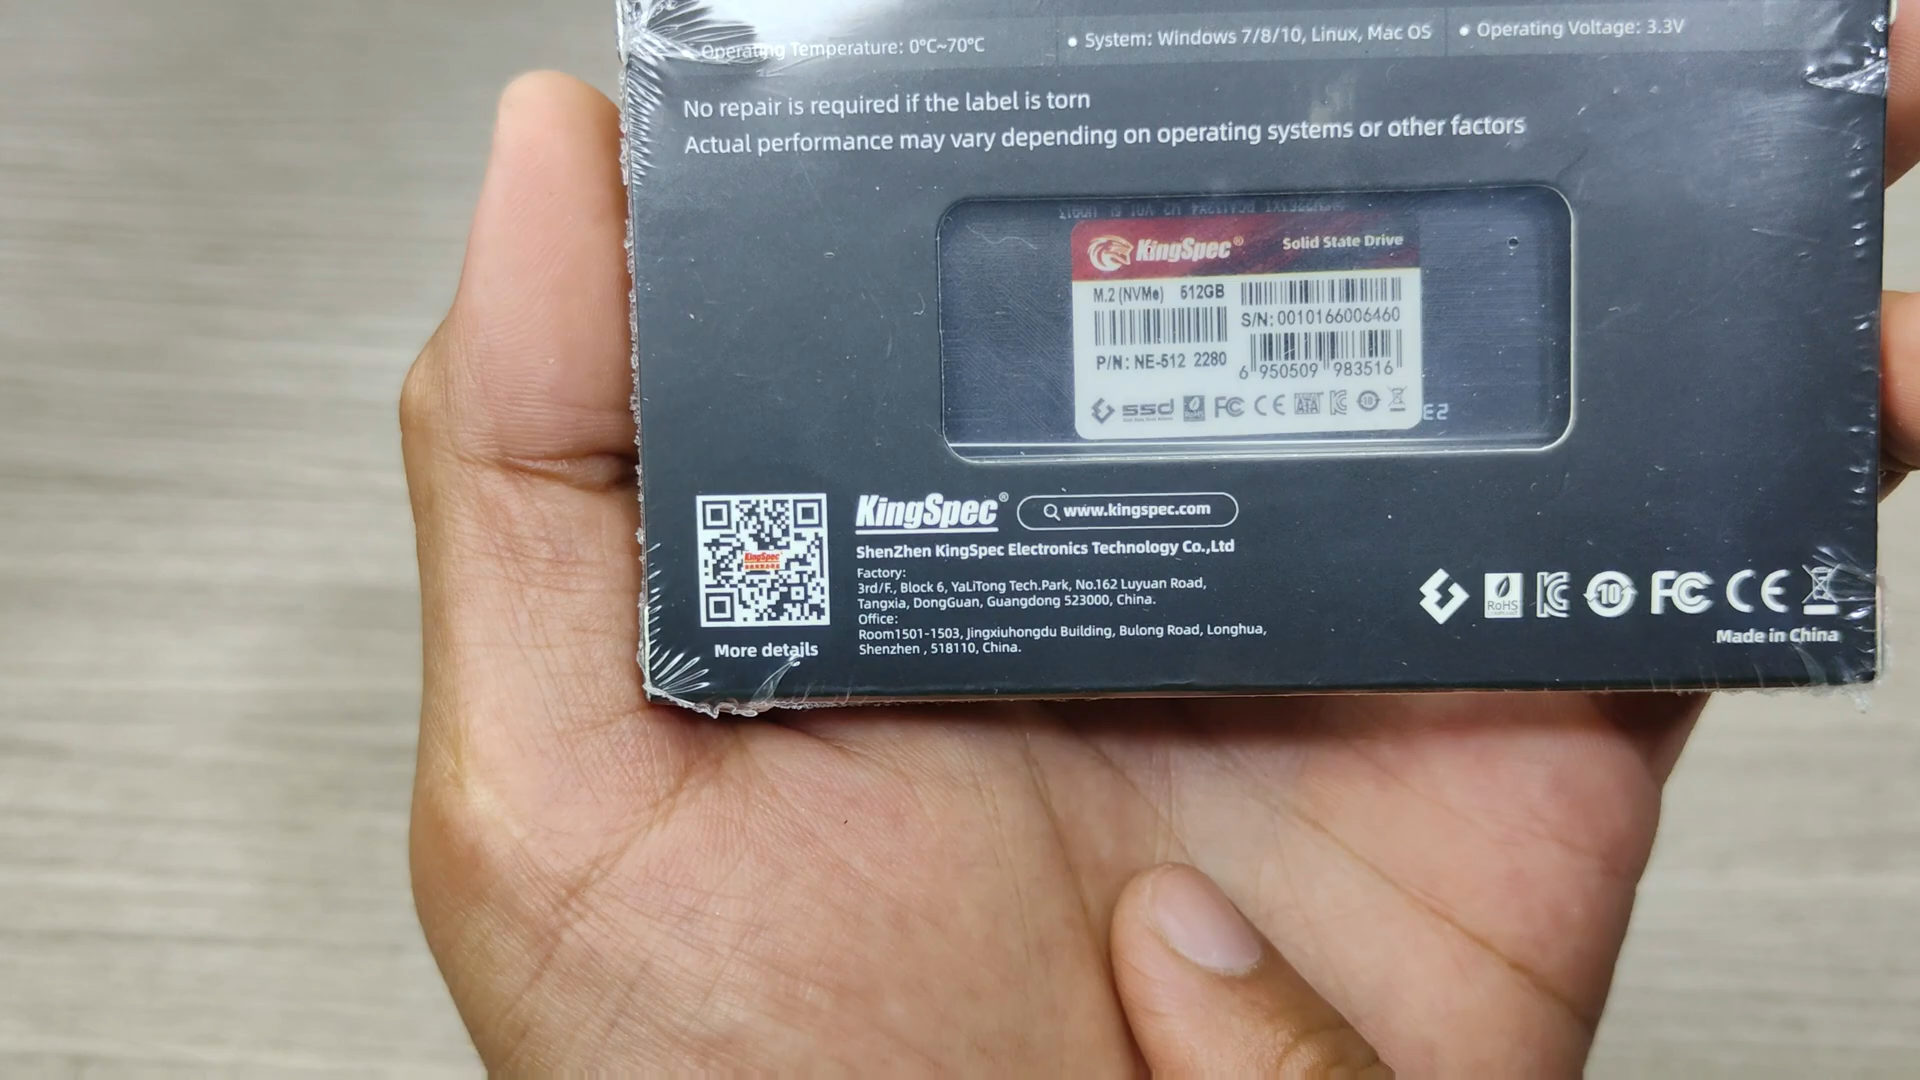 Operating Temperature: 0℃~70℃
System: Windows 7/8/10, Linux, Mac OS
Operating Voltage: 3.3V
No repair is required if the label is torn
Actual performance may vary depending on operating systems or other factors
KingSpec® Solid State Drive
M.2 (NVMe) 512GB
S/N: 0010166006460
P/N: NE-512 2280
6 950509 983516
ssd RoHS FC CE SATA 10
E2
KingSpec
KingSpec® www.kingspec.com
ShenZhen KingSpec Electronics Technology Co.,Ltd
Factory:
3rd/F., Block 6, YaLiTong Tech.Park, No.162 Luyuan Road,
Tangxia, DongGuan, Guangdong 523000, China.
Office:
Room1501-1503, Jingxiuhongdu Building, Bulong Road, Longhua,
Shenzhen , 518110, China.
More details
RoHS 10 FC CE
Made in China